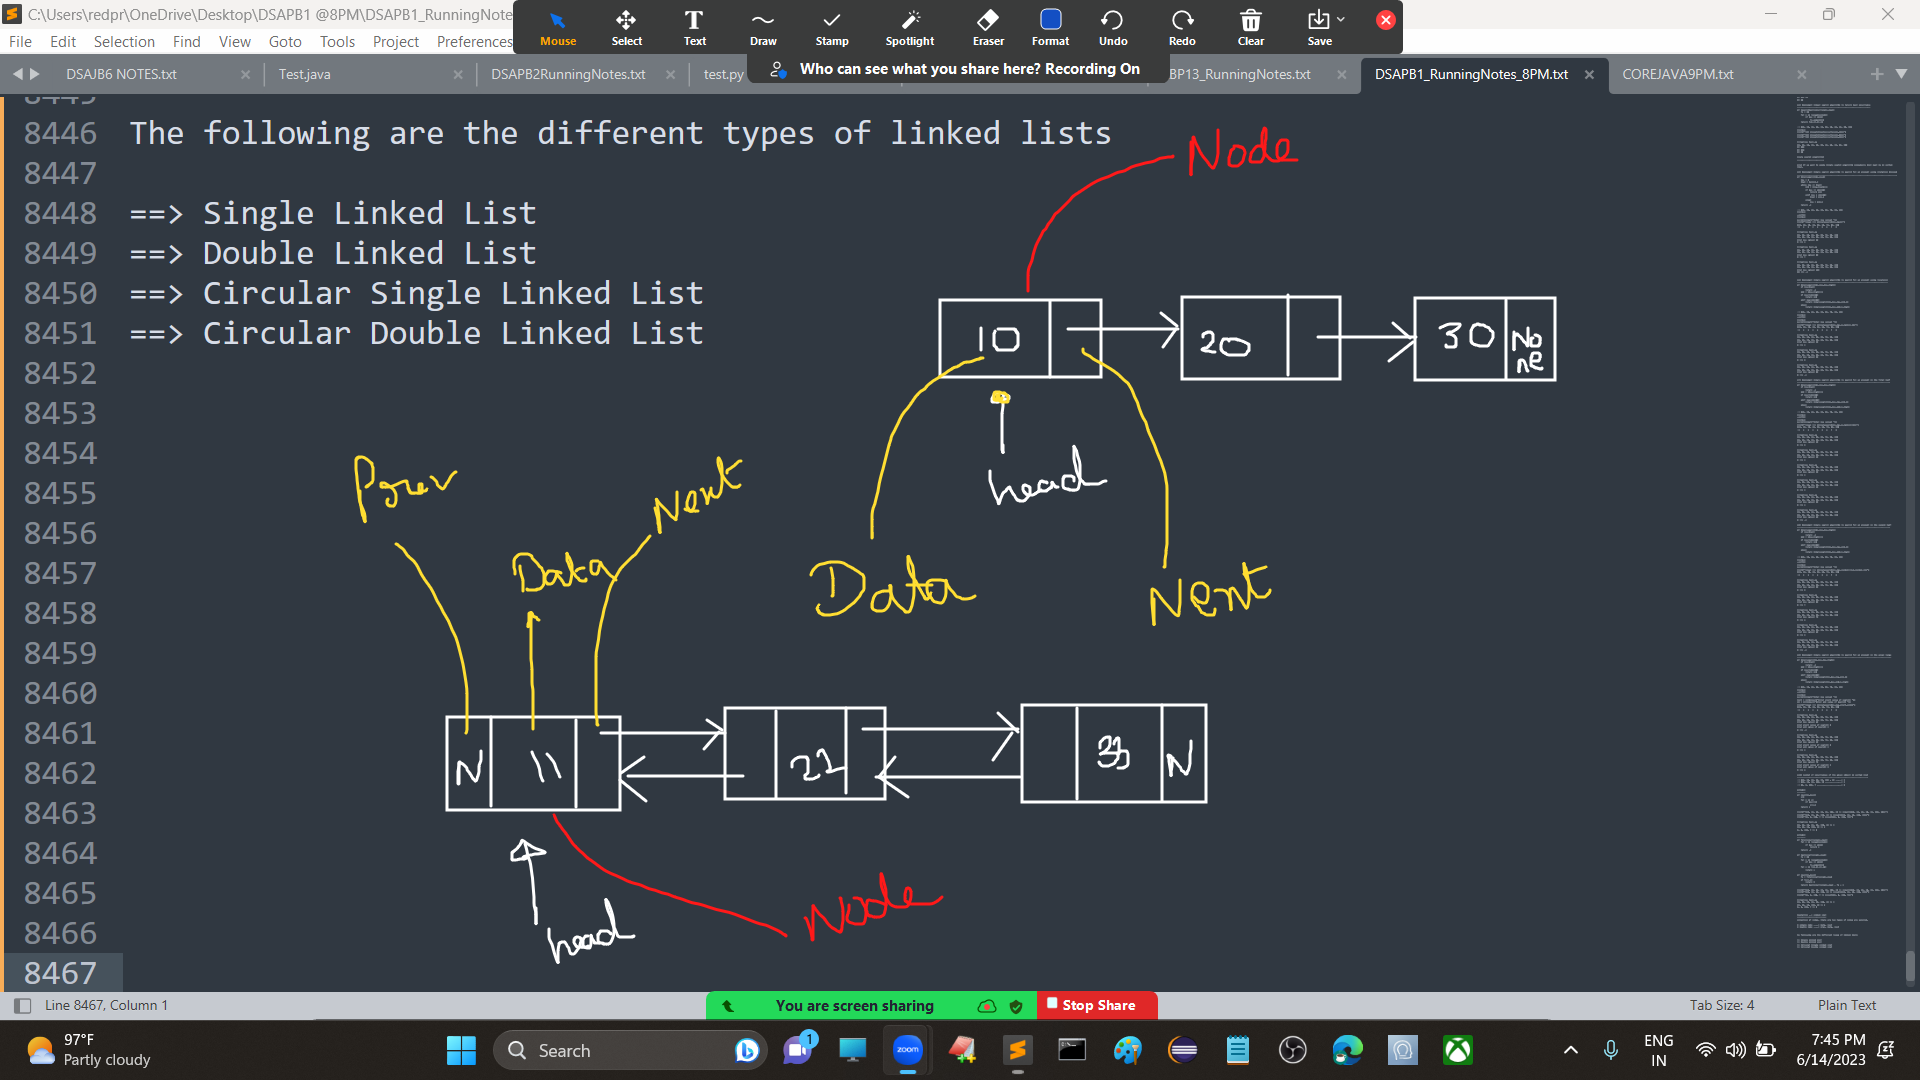 C:\Users\redpr\OneDrive\Desktop\DSAPB1 @8PM\DSAPB1_RunningNote
File Edit Selection Find View Goto Tools Project Preferences
Mouse Select Text Draw Stamp Spotlight Eraser Format Undo Redo Clear Save
Who can see what you share here? Recording On
DSAJB6 NOTES.txt Test.java DSAPB2RunningNotes.txt test.py BP13_RunningNotes.txt DSAPB1_RunningNotes_8PM.txt COREJAVA9PM.txt
8445
8446 The following are the different types of linked lists
Node
8447
8448 ==> Single Linked List
8449 ==> Double Linked List
8450 ==> Circular Single Linked List
8451 ==> Circular Double Linked List
10 20 30 No
ne
8452
8453
8454
8455
head
Prev Next
8456
8457
Data
Data Next
8458
8459
8460
8461
8462
N 11 22 33 N
8463
8464
8465
Node
8466
head
8467
Line 8467, Column 1
You are screen sharing Stop Share
Tab Size: 4 Plain Text
97°F
Partly cloudy
Search
1
zoom
ENG
IN
7:45 PM
6/14/2023